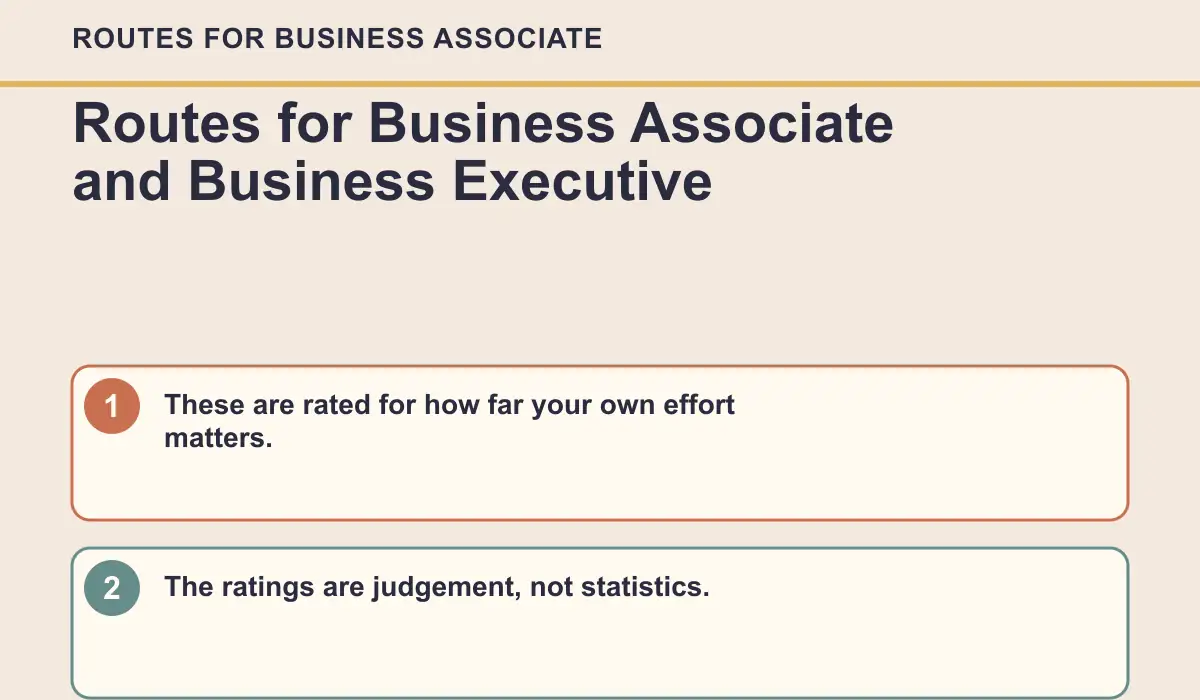 ROUTES FOR BUSINESS ASSOCIATE
Routes for Business Associate
and Business Executive
1
These are rated for how far your own effort
matters.
2
The ratings are judgement, not statistics.